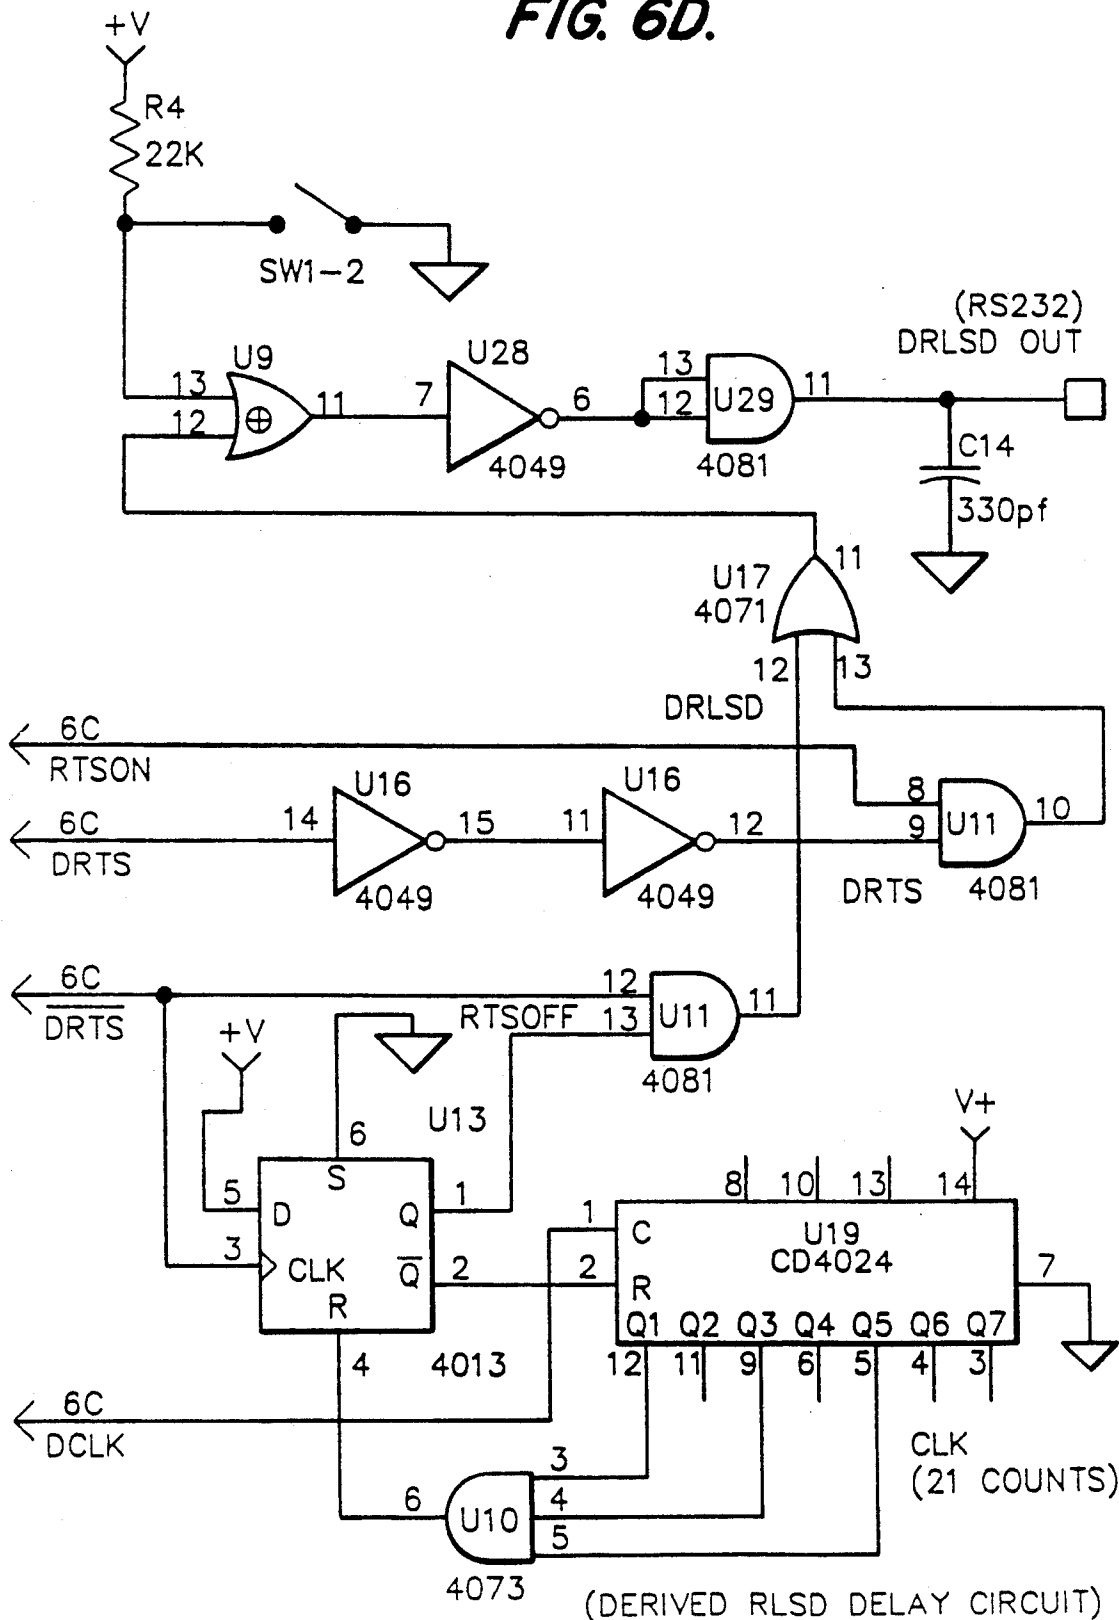 FIG. 6D.
+V
R4
22K
SW1-2
(RS232)
DRLSD OUT
U9
13
12
11
U28
7
6
4049
13
12
U29
11
4081
C14
330pf
U17
4071
11
12
13
DRLSD
6C
RTSON
U16
14
15
4049
U16
11
12
4049
6C
DRTS
8
9
U11
10
DRTS
4081
6C
DRTS
12
RTSOFF
13
U11
11
4081
+V
U13
6
S
5
D
Q
1
3
CLK
Q
2
R
4
4013
V+
8
10
13
14
1
C
U19
CD4024
2
R
7
Q1
Q2
Q3
Q4
Q5
Q6
Q7
12
11
9
6
5
4
3
6C
DCLK
CLK
(21 COUNTS)
3
4
5
6
U10
4073
(DERIVED RLSD DELAY CIRCUIT)